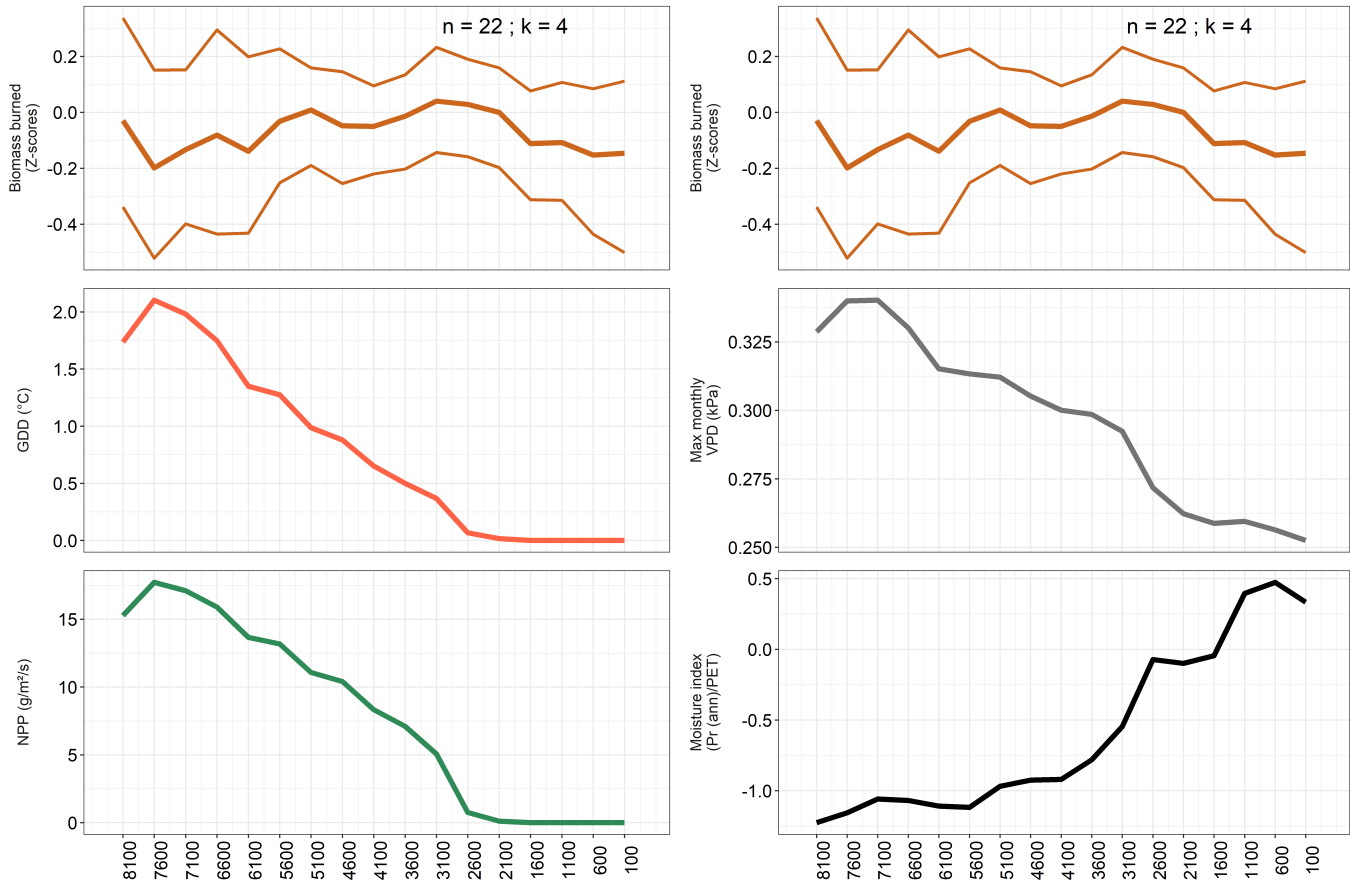 n = 22 ; k = 4
0.2
0.0
-0.2
-0.4
Biomass burned
(Z-scores)
n = 22 ; k = 4
0.2
0.0
-0.2
-0.4
Biomass burned
(Z-scores)
2.0
1.5
1.0
0.5
0.0
GDD (°C)
0.325
0.300
0.275
0.250
Max monthly
VPD (kPa)
15
10
5
0
NPP (g/m²/s)
0.5
0.0
-0.5
-1.0
Moisture index
(Pr (ann)/PET)
8100 7600 7100 6600 6100 5600 5100 4600 4100 3600 3100 2600 2100 1600 1100 600 100
8100 7600 7100 6600 6100 5600 5100 4600 4100 3600 3100 2600 2100 1600 1100 600 100